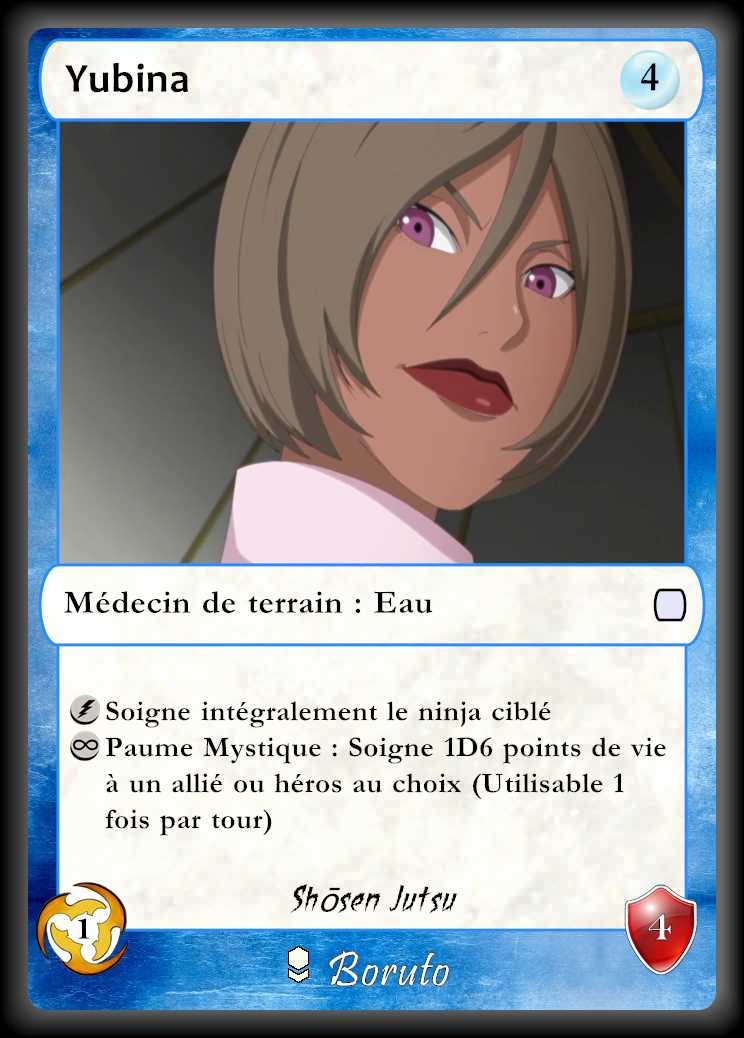 Yubina
4
Médecin de terrain : Eau
Soigne intégralement le ninja ciblé
Paume Mystique : Soigne 1D6 points de vie
à un allié ou héros au choix (Utilisable 1
fois par tour)
Shōsen Jutsu
1
4
Boruto